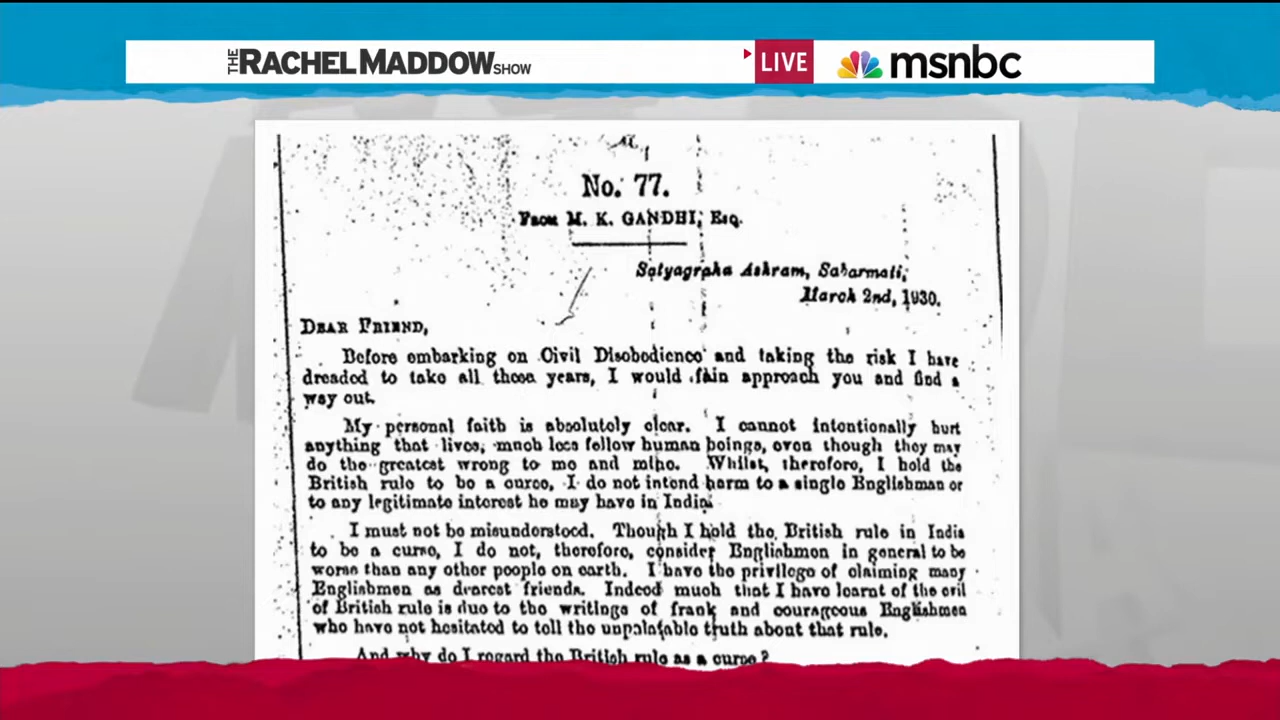 THE RACHEL MADDOW SHOW
LIVE
msnbc
No. 77.
FROM M. K. GANDHI, Esq.
Satyagraha Ashram, Sabarmati,
March 2nd, 1930.
DEAR FRIEND,
Before embarking on Civil Disobedience and taking the risk I have
dreaded to take all these years, I would fain approach you and find a
way out.
My personal faith is absolutely clear. I cannot intentionally hurt
anything that lives, much less fellow human beings, even though they may
do the greatest wrong to me and mine. Whilst, therefore, I hold the
British rule to be a curse, I do not intend harm to a single Englishman or
to any legitimate interest he may have in India.
I must not be misunderstood. Though I hold the British rule in India
to be a curse, I do not, therefore, consider Englishmen in general to be
worse than any other people on earth. I have the privilege of claiming many
Englishmen as dearest friends. Indeed much that I have learnt of the evil
of British rule is due to the writings of frank and courageous Englishmen
who have not hesitated to tell the unpalatable truth about that rule.
And why do I regard the British rule as a curse?